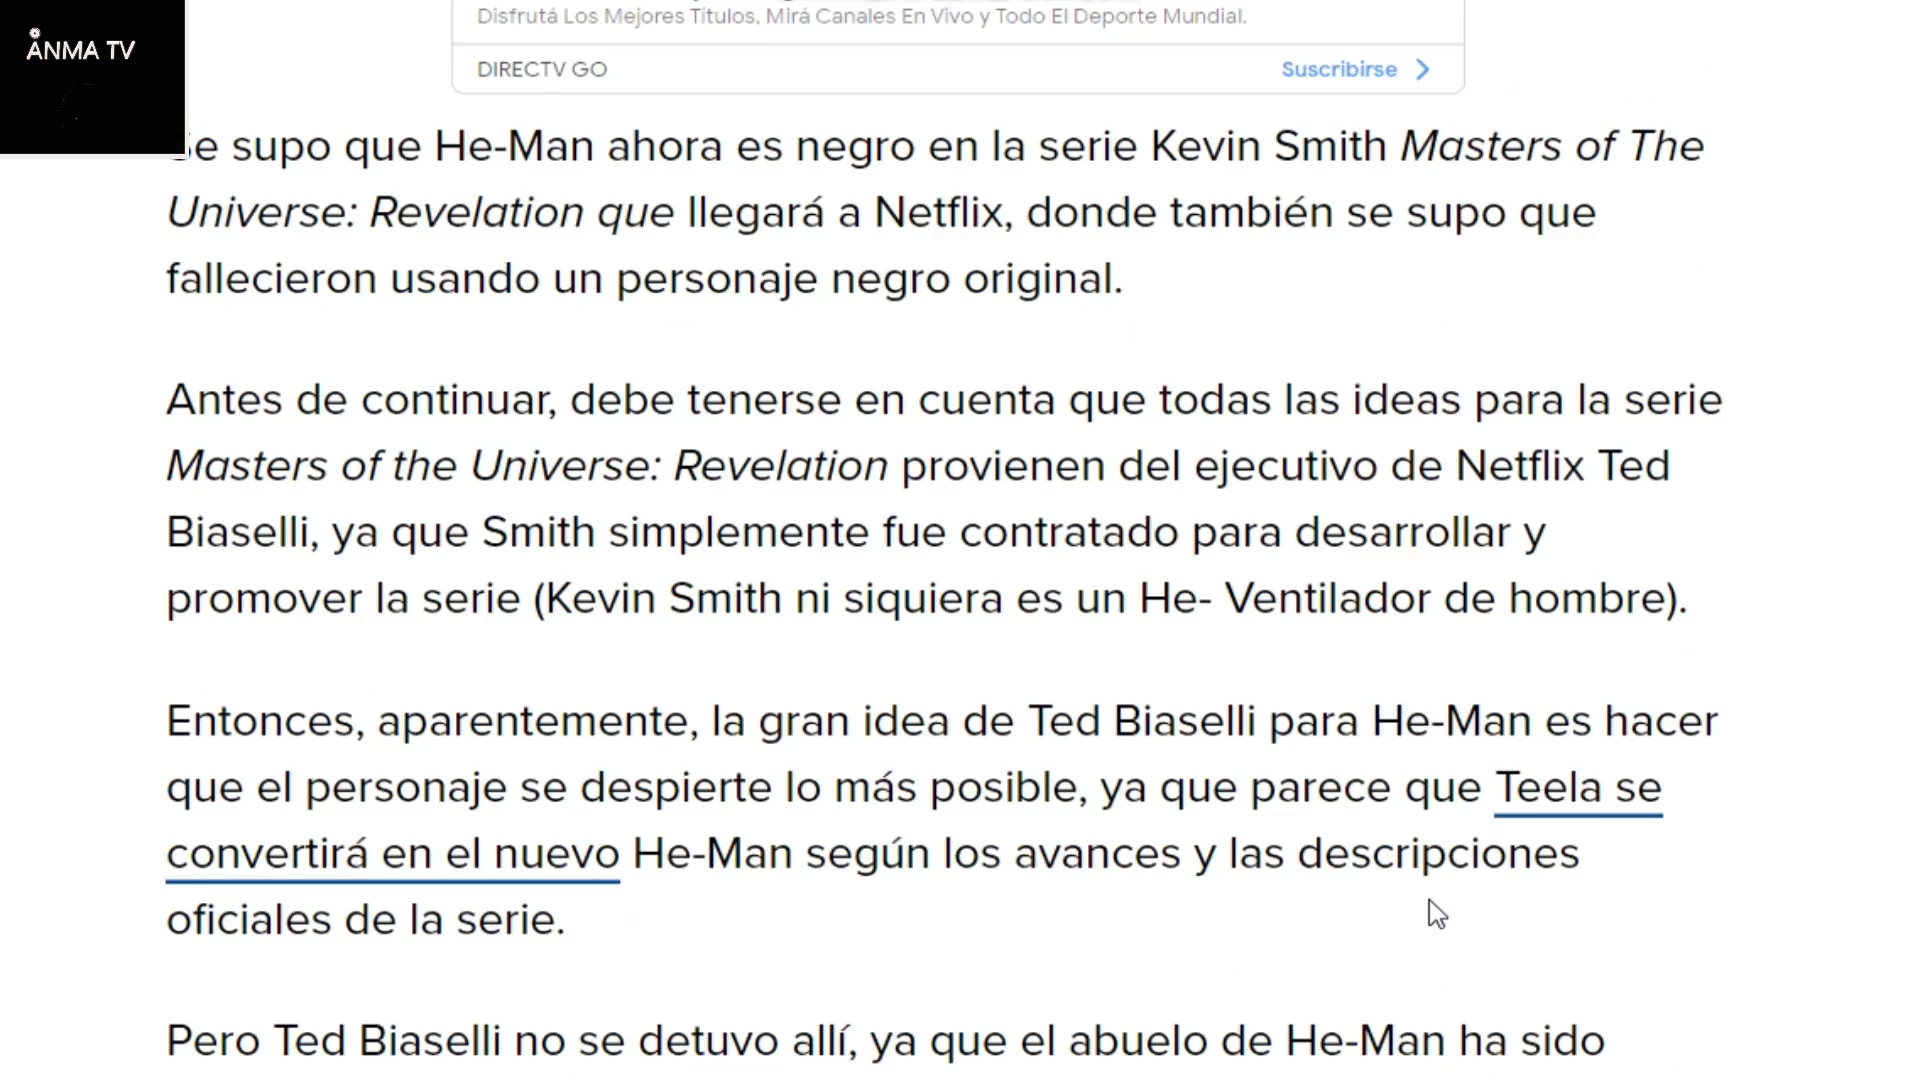 Disfrutá Los Mejores Títulos, Mirá Canales En Vivo y Todo El Deporte Mundial.
ANMA TV
DIRECTV GO
Suscribirse
Se supo que He-Man ahora es negro en la serie Kevin Smith Masters of The
Universe: Revelation que llegará a Netflix, donde también se supo que
fallecieron usando un personaje negro original.
Antes de continuar, debe tenerse en cuenta que todas las ideas para la serie
Masters of the Universe: Revelation provienen del ejecutivo de Netflix Ted
Biaselli, ya que Smith simplemente fue contratado para desarrollar y
promover la serie (Kevin Smith ni siquiera es un He- Ventilador de hombre).
Entonces, aparentemente, la gran idea de Ted Biaselli para He-Man es hacer
que el personaje se despierte lo más posible, ya que parece que Teela se
convertirá en el nuevo He-Man según los avances y las descripciones
oficiales de la serie.
Pero Ted Biaselli no se detuvo allí, ya que el abuelo de He-Man ha sido